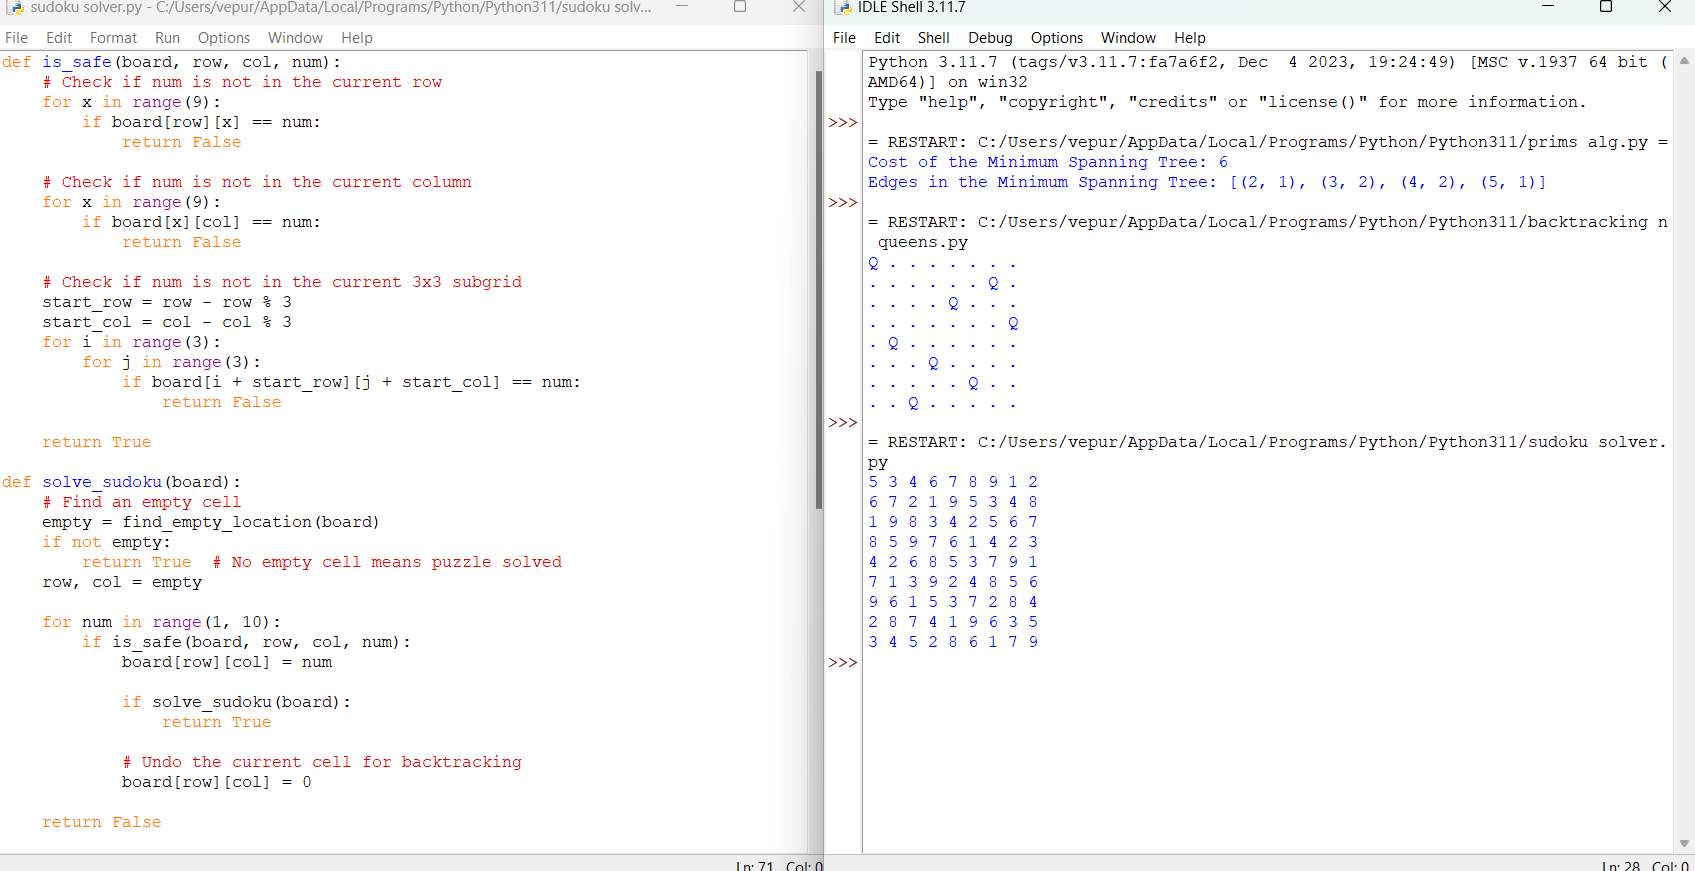 sudoku solver.py - C:/Users/vepur/AppData/Local/Programs/Python/Python311/sudoku solv...
File Edit Format Run Options Window Help
def is_safe(board, row, col, num):
    # Check if num is not in the current row
    for x in range(9):
        if board[row][x] == num:
            return False

    # Check if num is not in the current column
    for x in range(9):
        if board[x][col] == num:
            return False

    # Check if num is not in the current 3x3 subgrid
    start_row = row - row % 3
    start_col = col - col % 3
    for i in range(3):
        for j in range(3):
            if board[i + start_row][j + start_col] == num:
                return False

    return True

def solve_sudoku(board):
    # Find an empty cell
    empty = find_empty_location(board)
    if not empty:
        return True  # No empty cell means puzzle solved
    row, col = empty

    for num in range(1, 10):
        if is_safe(board, row, col, num):
            board[row][col] = num

            if solve_sudoku(board):
                return True

            # Undo the current cell for backtracking
            board[row][col] = 0

    return False
Ln: 71 Col: 0
IDLE Shell 3.11.7
File Edit Shell Debug Options Window Help
Python 3.11.7 (tags/v3.11.7:fa7a6f2, Dec  4 2023, 19:24:49) [MSC v.1937 64 bit (
AMD64)] on win32
Type "help", "copyright", "credits" or "license()" for more information.
>>>
= RESTART: C:/Users/vepur/AppData/Local/Programs/Python/Python311/prims alg.py =
Cost of the Minimum Spanning Tree: 6
Edges in the Minimum Spanning Tree: [(2, 1), (3, 2), (4, 2), (5, 1)]
>>>
= RESTART: C:/Users/vepur/AppData/Local/Programs/Python/Python311/backtracking n
 queens.py
Q . . . . . . .
. . . . . . Q .
. . . . Q . . .
. . . . . . . Q
. Q . . . . . .
. . . Q . . . .
. . . . . Q . .
. . Q . . . . .
>>>
= RESTART: C:/Users/vepur/AppData/Local/Programs/Python/Python311/sudoku solver.
py
5 3 4 6 7 8 9 1 2
6 7 2 1 9 5 3 4 8
1 9 8 3 4 2 5 6 7
8 5 9 7 6 1 4 2 3
4 2 6 8 5 3 7 9 1
7 1 3 9 2 4 8 5 6
9 6 1 5 3 7 2 8 4
2 8 7 4 1 9 6 3 5
3 4 5 2 8 6 1 7 9
>>>
Ln: 28 Col: 0